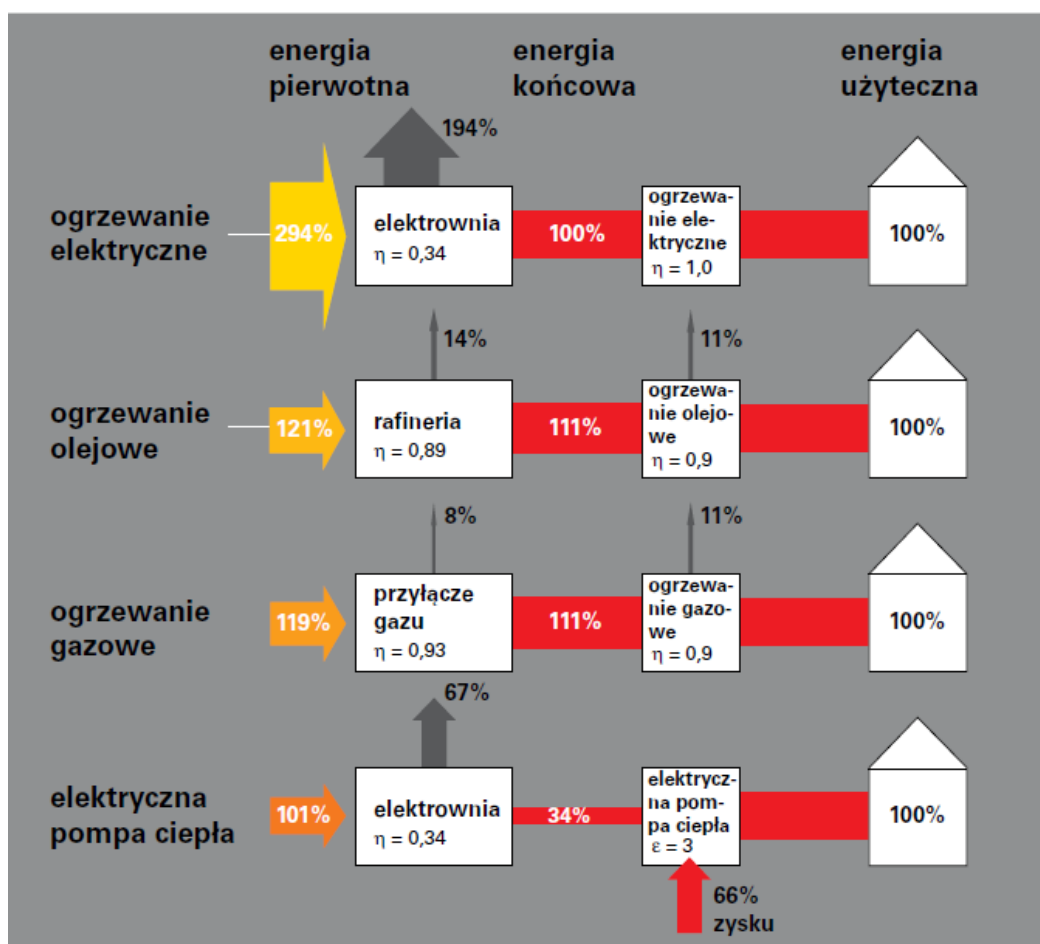 energia
pierwotna
energia
końcowa
energia
użyteczna
194%
ogrzewanie
elektryczne
294%
elektrownia
η = 0,34
100%
ogrzewa-
nie ele-
ktryczne
η = 1,0
100%
14%
11%
ogrzewanie
olejowe
121%
rafineria
η = 0,89
111%
ogrzewa-
nie olejo-
we
η = 0,9
100%
8%
11%
ogrzewanie
gazowe
119%
przyłącze
gazu
η = 0,93
111%
ogrzewa-
nie gazo-
we
η = 0,9
100%
67%
elektryczna
pompa ciepła
101%
elektrownia
η = 0,34
34%
elektrycz-
na pom-
pa ciepła
ε = 3
100%
66%
zysku